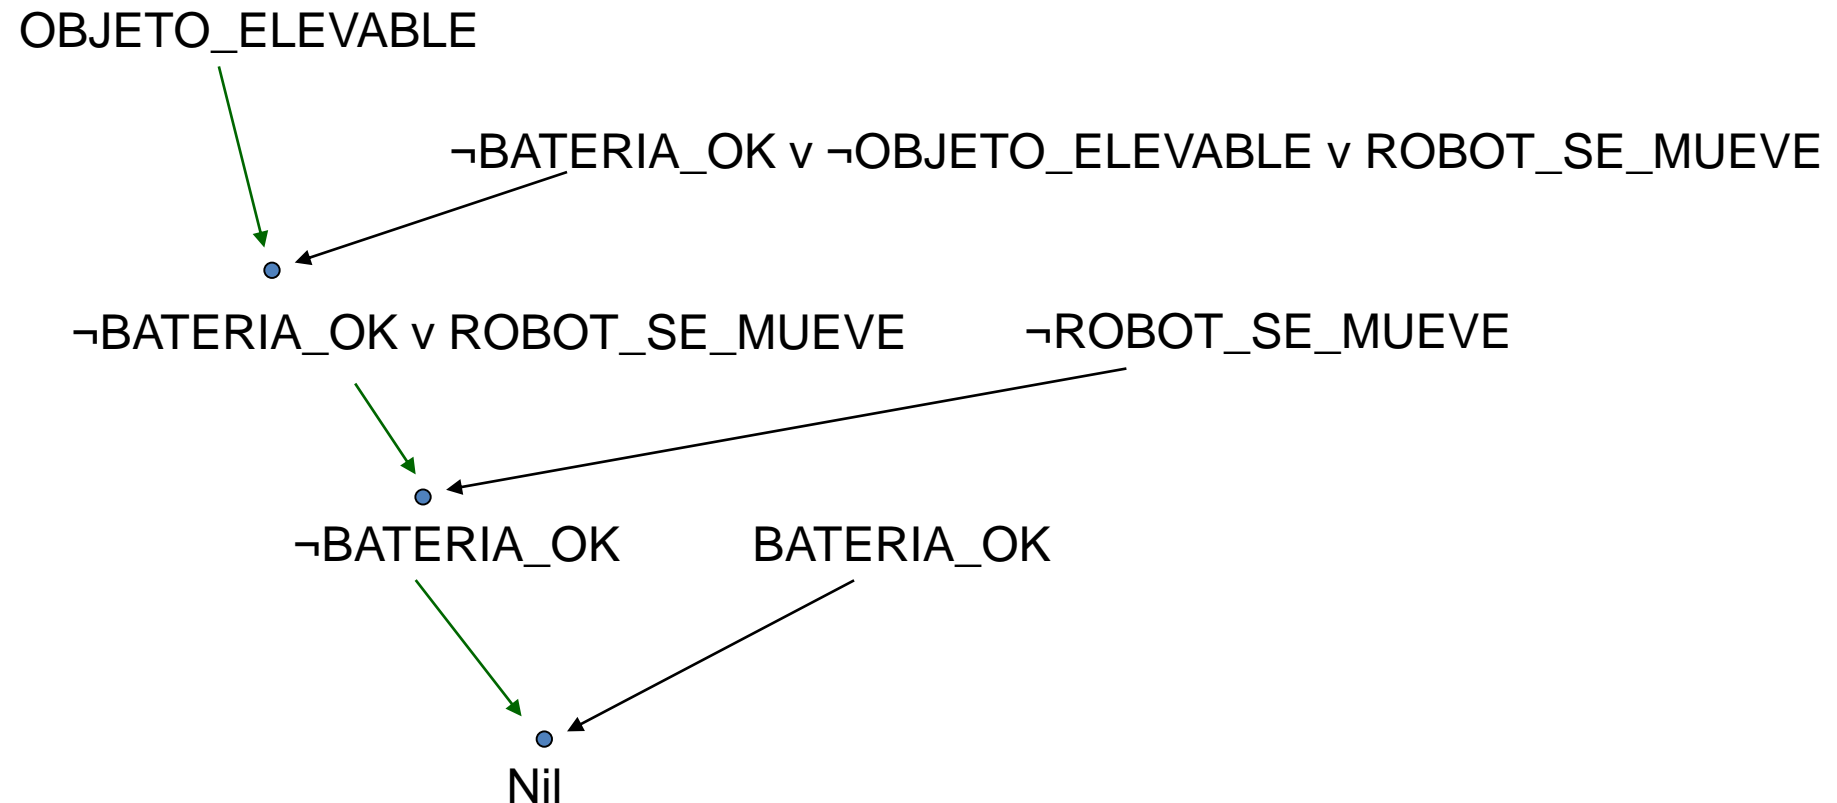 OBJETO_ELEVABLE
¬BATERIA_OK v ¬OBJETO_ELEVABLE v ROBOT_SE_MUEVE
¬BATERIA_OK v ROBOT_SE_MUEVE
¬ROBOT_SE_MUEVE
¬BATERIA_OK
BATERIA_OK
Nil